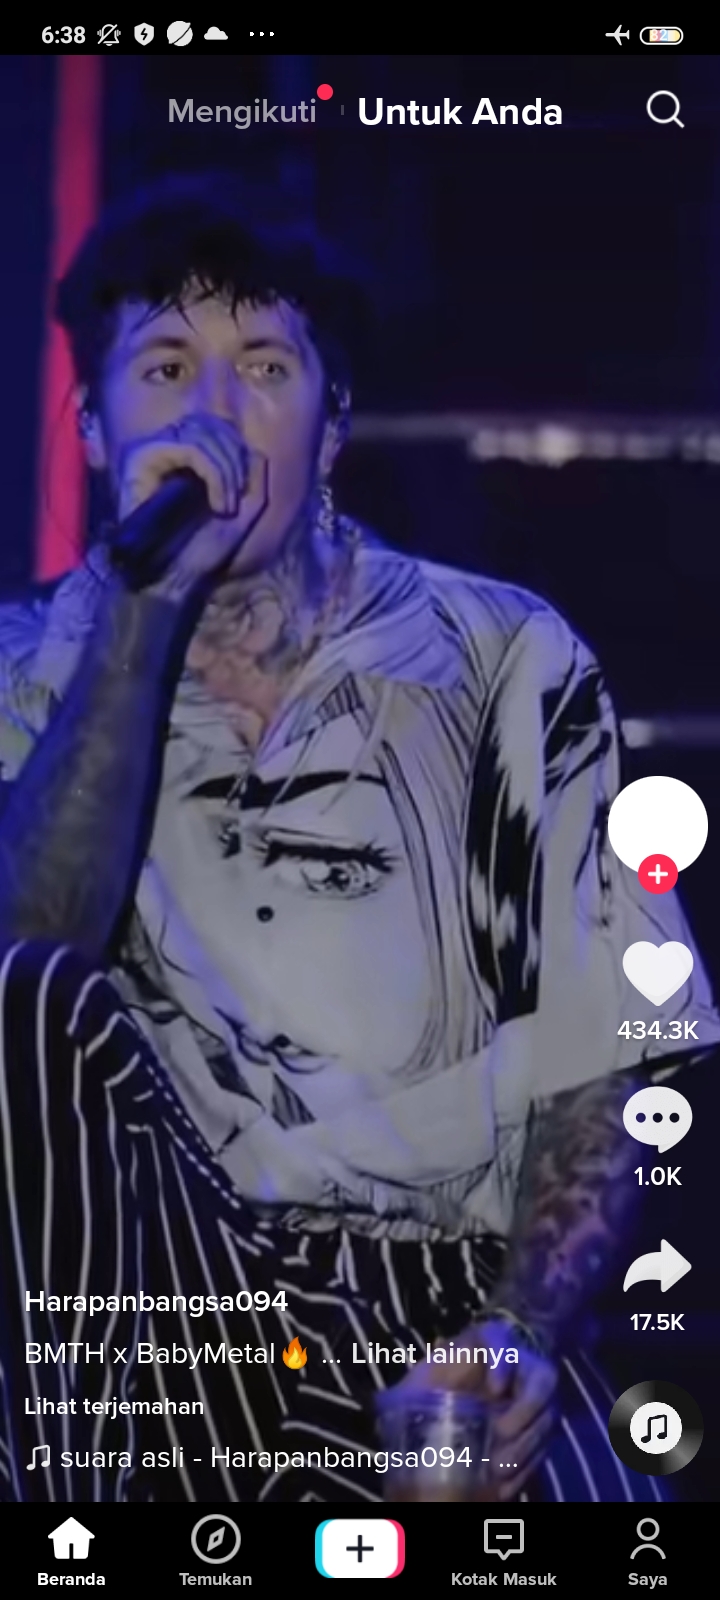 6:38
Mengikuti
Untuk Anda
434.3K
1.0K
17.5K
Harapanbangsa094
BMTH x BabyMetal🔥 ... Lihat lainnya
Lihat terjemahan
suara asli - Harapanbangsa094 - ...
Beranda
Temukan
Kotak Masuk
Saya